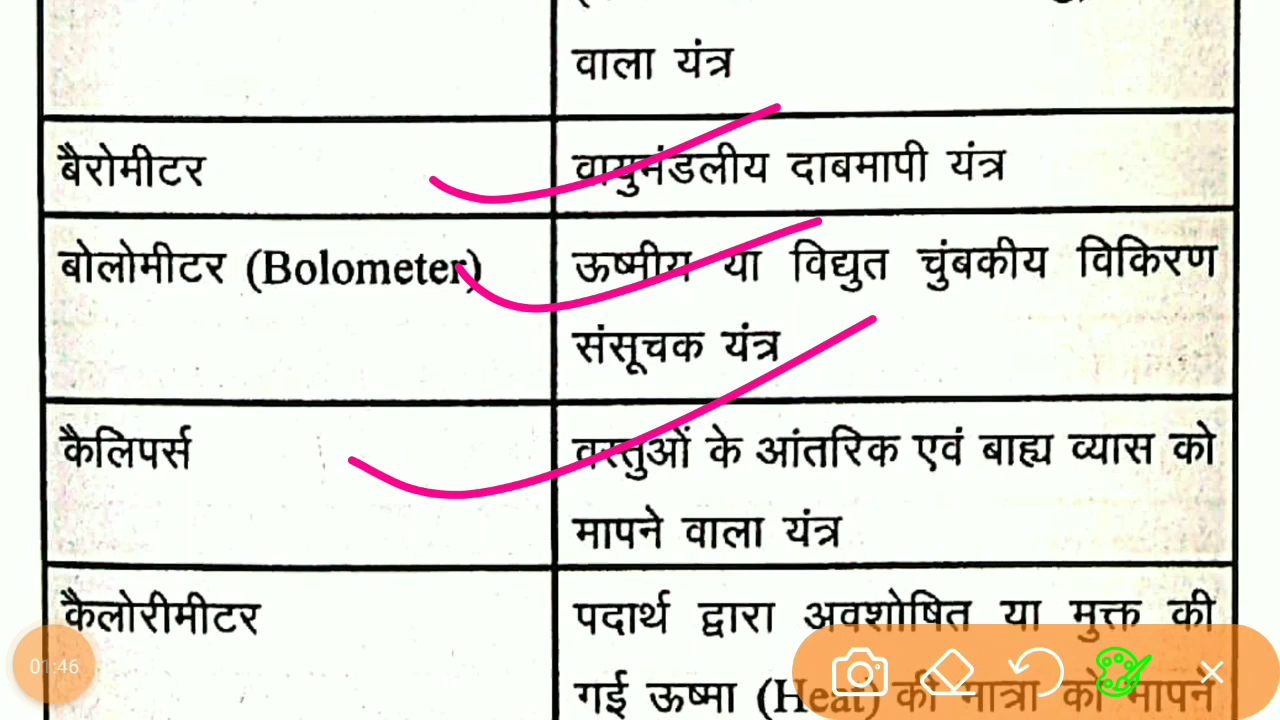 वाला यंत्र
बैरोमीटर
वायुमंडलीय दाबमापी यंत्र
बोलोमीटर (Bolometer)
ऊष्मीय या विद्युत चुंबकीय विकिरण
संसूचक यंत्र
कैलिपर्स
वस्तुओं के आंतरिक एवं बाह्य व्यास को
मापने वाला यंत्र
कैलोरीमीटर
पदार्थ द्वारा अवशोषित या मुक्त की
गई ऊष्मा (Heat) की मात्रा को मापने
01:46